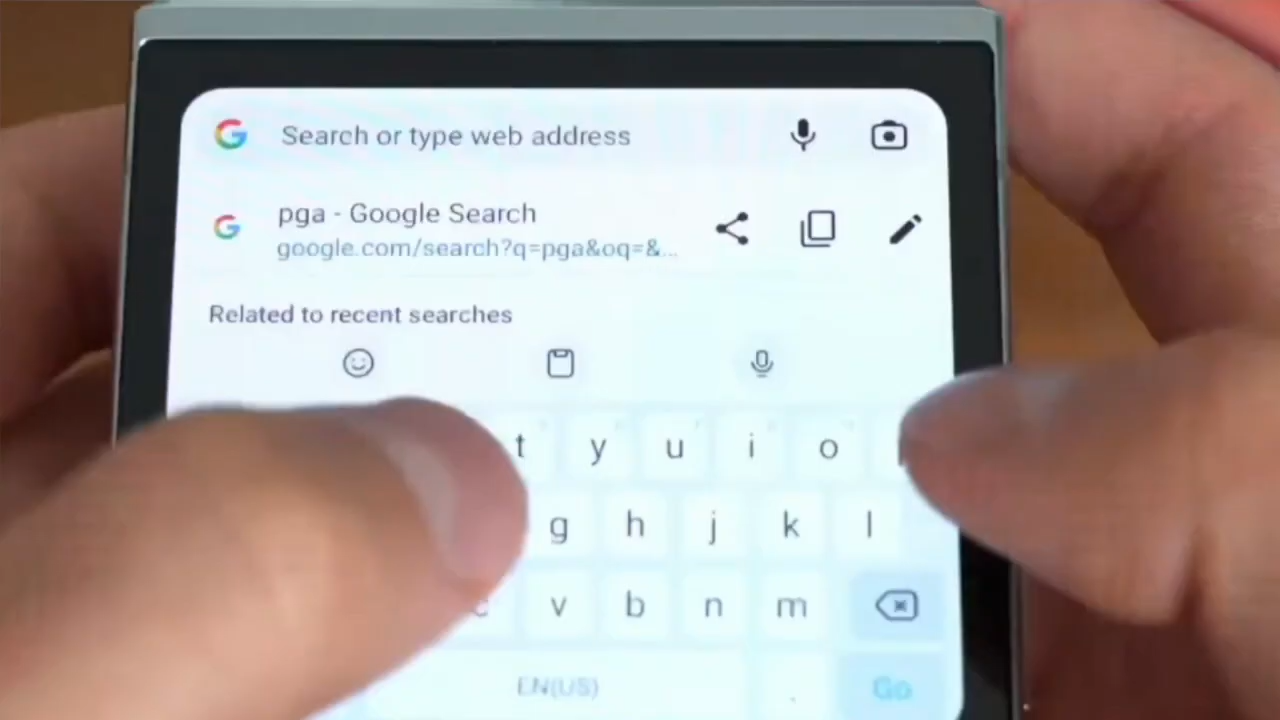 Search or type web address
pga - Google Search
google.com/search?q=pga&oq=&...
Related to recent searches
t y u i o
g h j k l
c v b n m
EN(US) . Go